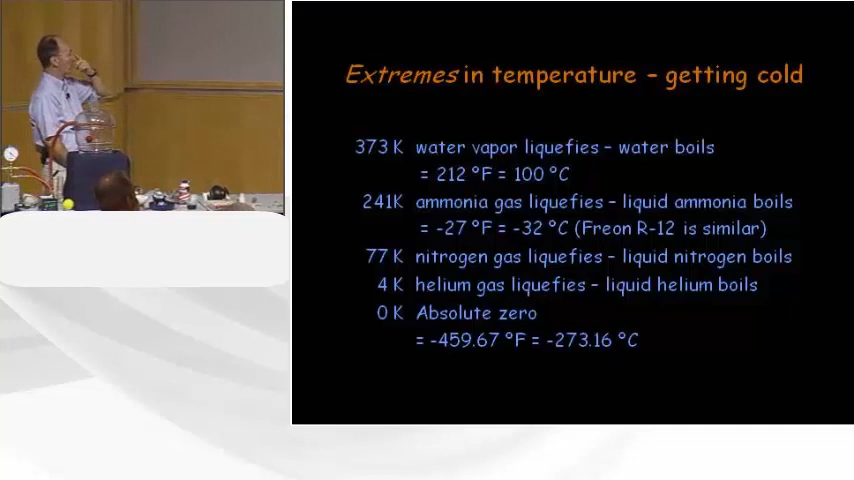 Extremes in temperature – getting cold
373 K water vapor liquefies – water boils
= 212 °F = 100 °C
241K ammonia gas liquefies – liquid ammonia boils
= -27 °F = -32 °C (Freon R-12 is similar)
77 K nitrogen gas liquefies – liquid nitrogen boils
4 K helium gas liquefies – liquid helium boils
0 K Absolute zero
= -459.67 °F = -273.16 °C